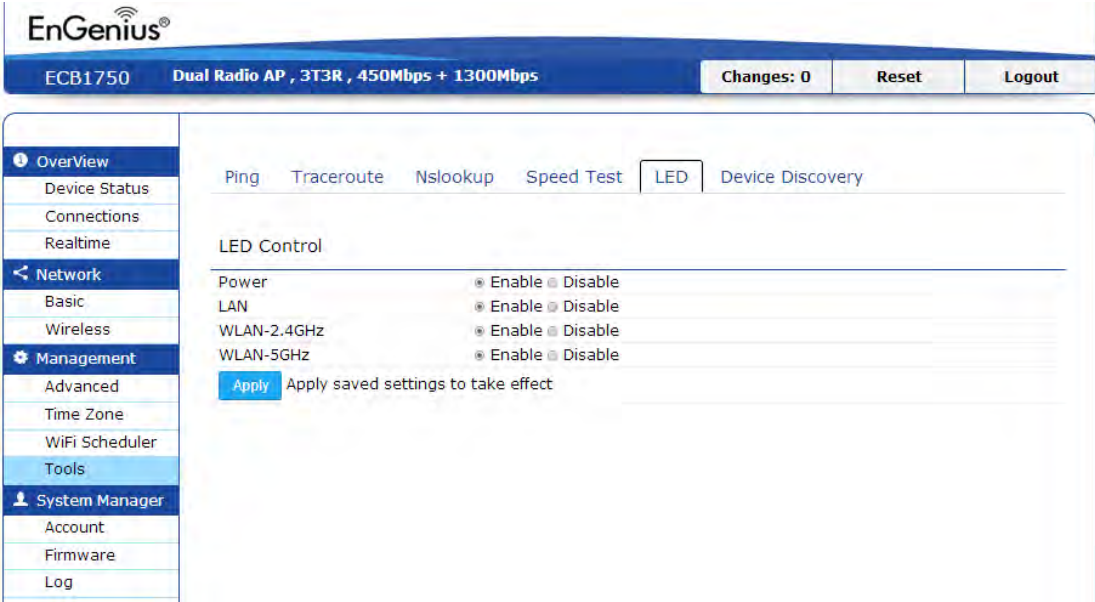 EnGenius®
ECB1750 Dual Radio AP , 3T3R , 450Mbps + 1300Mbps Changes: 0 Reset Logout
OverView
Device Status
Connections
Realtime
Network
Basic
Wireless
Management
Advanced
Time Zone
WiFi Scheduler
Tools
System Manager
Account
Firmware
Log
Ping Traceroute Nslookup Speed Test LED Device Discovery
LED Control
Power Enable Disable
LAN Enable Disable
WLAN-2.4GHz Enable Disable
WLAN-5GHz Enable Disable
Apply Apply saved settings to take effect